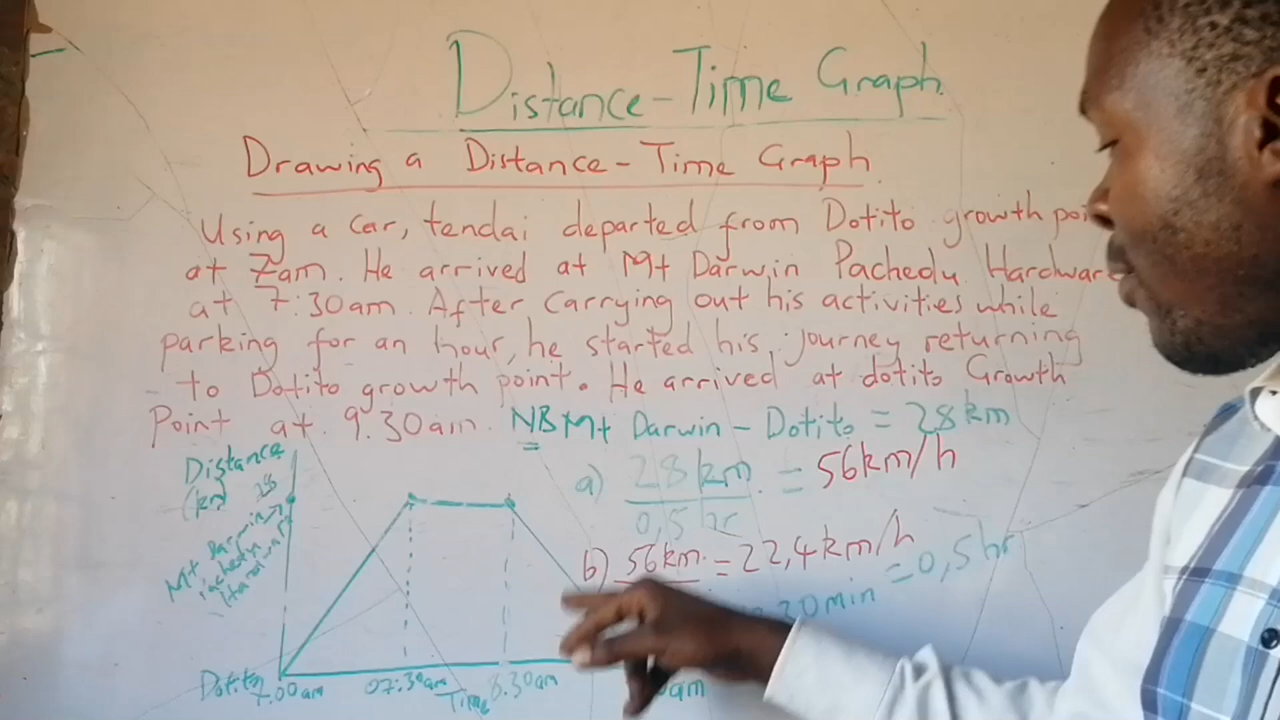 Distance-Time Graph
Drawing a Distance-Time Graph
Using a car, tendai departed from Dotito growth poi
at 7am. He arrived at Mt Darwin Pachedu Hardware
at 7:30am. After carrying out his activities while
parking for an hour, he started his journey returning
to Dotito growth point. He arrived at dotito Growth
Point at 9.30am. NB Mt Darwin - Dotito = 28km
Distance
(km) 28
Mt Darwin
a) 28km = 56km/h
0,5hr
b) 56km = 22,4km/h
30min = 0,5hr
Dotito
7.00am 07:30am 8.30am
Time